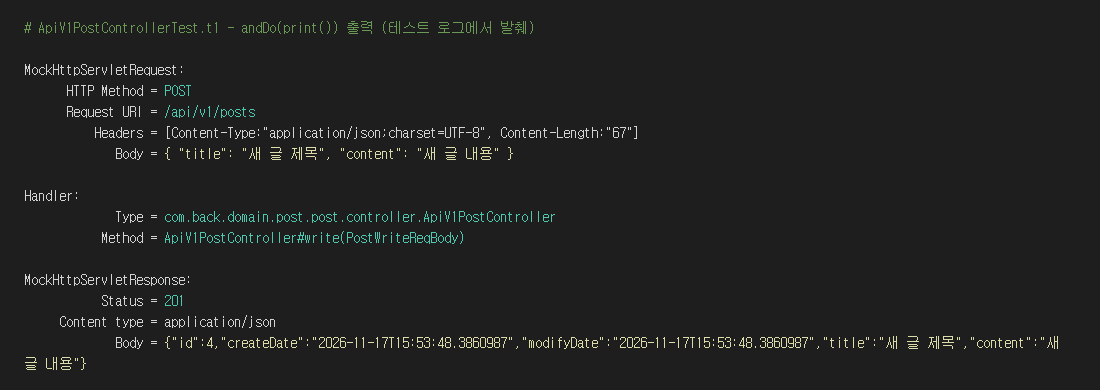 # ApiV1PostControllerTest.t1 - andDo(print()) 출력 (테스트 로그에서 발췌)
MockHttpServletRequest:
HTTP Method = POST
Request URI = /api/v1/posts
Headers = [Content-Type:"application/json;charset=UTF-8", Content-Length:"67"]
Body = { "title": "새 글 제목", "content": "새 글 내용" }
Handler:
Type = com.back.domain.post.post.controller.ApiV1PostController
Method = ApiV1PostController#write(PostWriteReqBody)
MockHttpServletResponse:
Status = 201
Content type = application/json
Body = {"id":4,"createDate":"2026-11-17T15:53:48.3860987","modifyDate":"2026-11-17T15:53:48.3860987","title":"새 글 제목","content":"새
글 내용"}